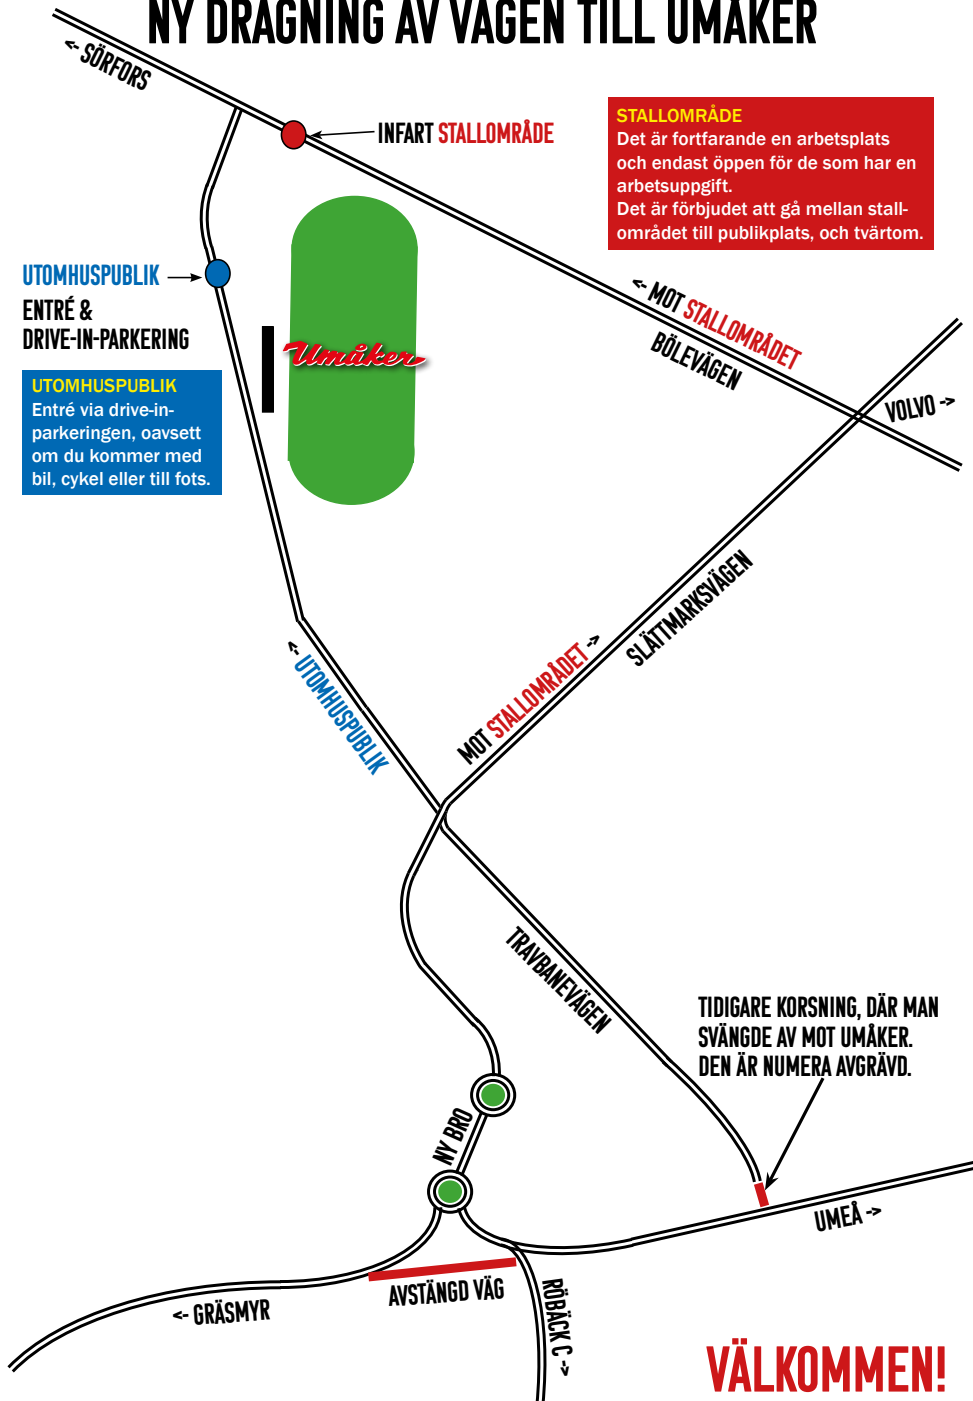 NY DRAGNING AV VÄGEN TILL UMÅKER
<- SÖRFORS
INFART STALLOMRÅDE
STALLOMRÅDE
Det är fortfarande en arbetsplats
och endast öppen för de som har en
arbetsuppgift.
Det är förbjudet att gå mellan stall-
området till publikplats, och tvärtom.
UTOMHUSPUBLIK
ENTRÉ &
DRIVE-IN-PARKERING
<- MOT STALLOMRÅDET
BÖLEVÄGEN
Umåker
UTOMHUSPUBLIK
Entré via drive-in-
parkeringen, oavsett
om du kommer med
bil, cykel eller till fots.
VOLVO ->
SLÄTTMARKSVÄGEN
MOT STALLOMRÅDET ->
<- UTOMHUSPUBLIK
TRAVBANEVÄGEN
TIDIGARE KORSNING, DÄR MAN
SVÄNGDE AV MOT UMÅKER.
DEN ÄR NUMERA AVGRÄVD.
NY BRO
UMEÅ ->
AVSTÄNGD VÄG
<- GRÄSMYR
RÖBÄCK C ->
VÄLKOMMEN!